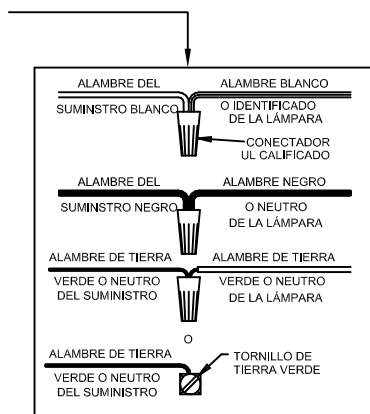 ALAMBRE DEL ALAMBRE BLANCO
SUMINSTRO BLANCO O IDENTIFICADO
DE LA LÁMPARA
CONECTADOR
UL CALIFICADO
ALAMBRE DEL ALAMBRE NEGRO
SUMINSTRO NEGRO O NEUTRO
DE LA LÁMPARA
ALAMBRE DE TIERRA ALAMBRE DE TIERRA
VERDE O NEUTRO VERDE O NEUTRO
DEL SUMINISTRO DE LA LÁMPARA
O
ALAMBRE DE TIERRA TORNILLO DE
TIERRA VERDE
VERDE O NEUTRO
DEL SUMINISTRO